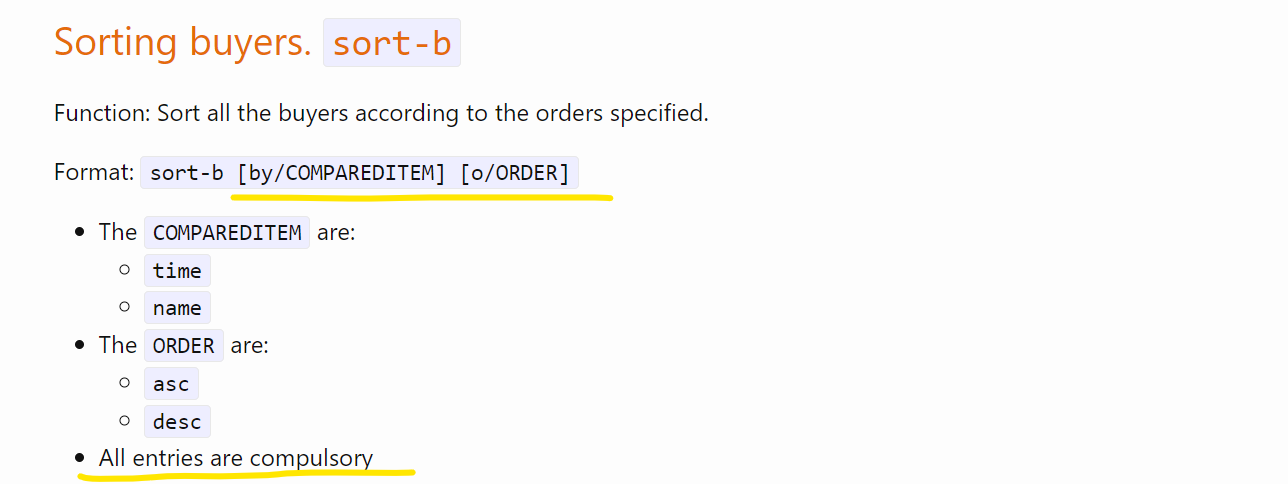 Sorting buyers. sort-b
Function: Sort all the buyers according to the orders specified.
Format: sort-b [by/COMPAREDITEM] [o/ORDER]
The COMPAREDITEM are:
time
name
The ORDER are:
asc
desc
All entries are compulsory